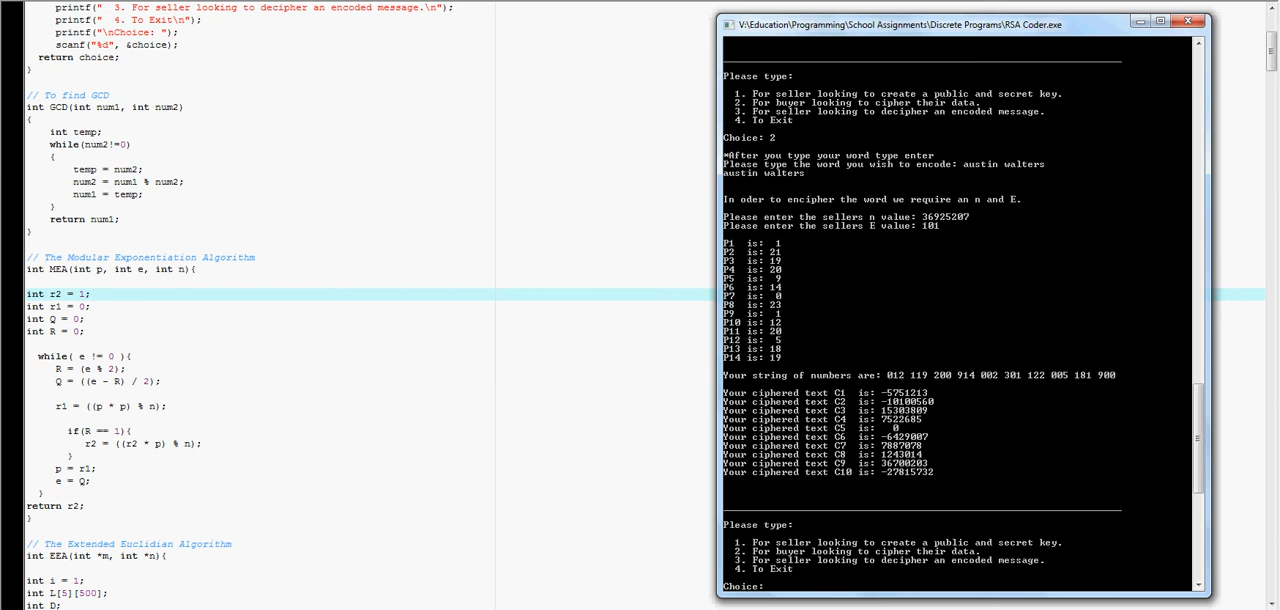 printf("  3. For seller looking to decipher an encoded message.\n");
printf("  4. To Exit\n");
printf("\nChoice: ");
scanf("%d", &choice);
return choice;
}
// To find GCD
int GCD(int num1, int num2)
{
int temp;
while(num2!=0)
{
temp = num2;
num2 = num1 % num2;
num1 = temp;
}
return num1;
}
// The Modular Exponentiation Algorithm
int MEA(int p, int e, int n){
int r2 = 1;
int r1 = 0;
int Q = 0;
int R = 0;
while( e != 0 ){
R = (e % 2);
Q = ((e - R) / 2);
r1 = ((p * p) % n);
if(R == 1){
r2 = ((r2 * p) % n);
}
p = r1;
e = Q;
}
return r2;
}
// The Extended Euclidian Algorithm
int EEA(int *m, int *n){
int i = 1;
int L[5][500];
int D;
V:\Education\Programming\School Assignments\Discrete Programs\RSA Coder.exe
Please type:
1. For seller looking to create a public and secret key.
2. For buyer looking to cipher their data.
3. For seller looking to decipher an encoded message.
4. To Exit
Choice: 2
*After you type your word type enter
Please type the word you wish to encode: austin walters
austin walters
In oder to encipher the word we require an n and E.
Please enter the sellers n value: 36925207
Please enter the sellers E value: 101
P1  is:  1
P2  is: 21
P3  is: 19
P4  is: 20
P5  is:  9
P6  is: 14
P7  is:  0
P8  is: 23
P9  is:  1
P10 is: 12
P11 is: 20
P12 is:  5
P13 is: 18
P14 is: 19
Your string of numbers are: 012 119 200 914 002 301 122 005 181 900
Your ciphered text C1  is: -5751213
Your ciphered text C2  is: -10100560
Your ciphered text C3  is: 15303809
Your ciphered text C4  is: 7522685
Your ciphered text C5  is:   0
Your ciphered text C6  is: -6429007
Your ciphered text C7  is: 7887078
Your ciphered text C8  is: 1243014
Your ciphered text C9  is: 36700203
Your ciphered text C10 is: -27815732
Please type:
1. For seller looking to create a public and secret key.
2. For buyer looking to cipher their data.
3. For seller looking to decipher an encoded message.
4. To Exit
Choice: